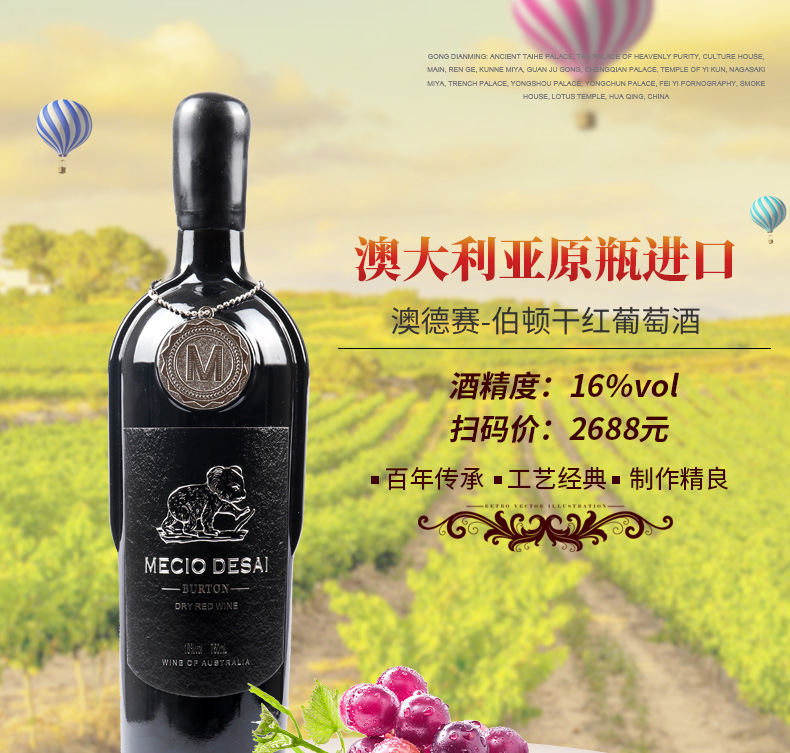 GONG DIANMING: ANCIENT TAIHE PALACE, THE PALACE OF HEAVENLY PURITY, CULTURE HOUSE,
MAIN, REN GE, KUNNE MIYA, GUAN JU GONG, CHENGQIAN PALACE, TEMPLE OF YI KUN, NAGASAKI
MIYA, TRENCH PALACE, YONGSHOU PALACE, YONGCHUN PALACE, FEI YI PORNOGRAPHY, SMOKE
HOUSE, LOTUS TEMPLE, HUA QING, CHINA
澳大利亚原瓶进口
澳德赛-伯顿干红葡萄酒
酒精度：16%vol
扫码价：2688元
▪百年传承 ▪工艺经典▪ 制作精良
RETRO VECTOR ILLUSTRATION
M
MECIO DESAI
BURTON
DRY RED WINE
16%vol 750mL
WINE OF AUSTRALIA